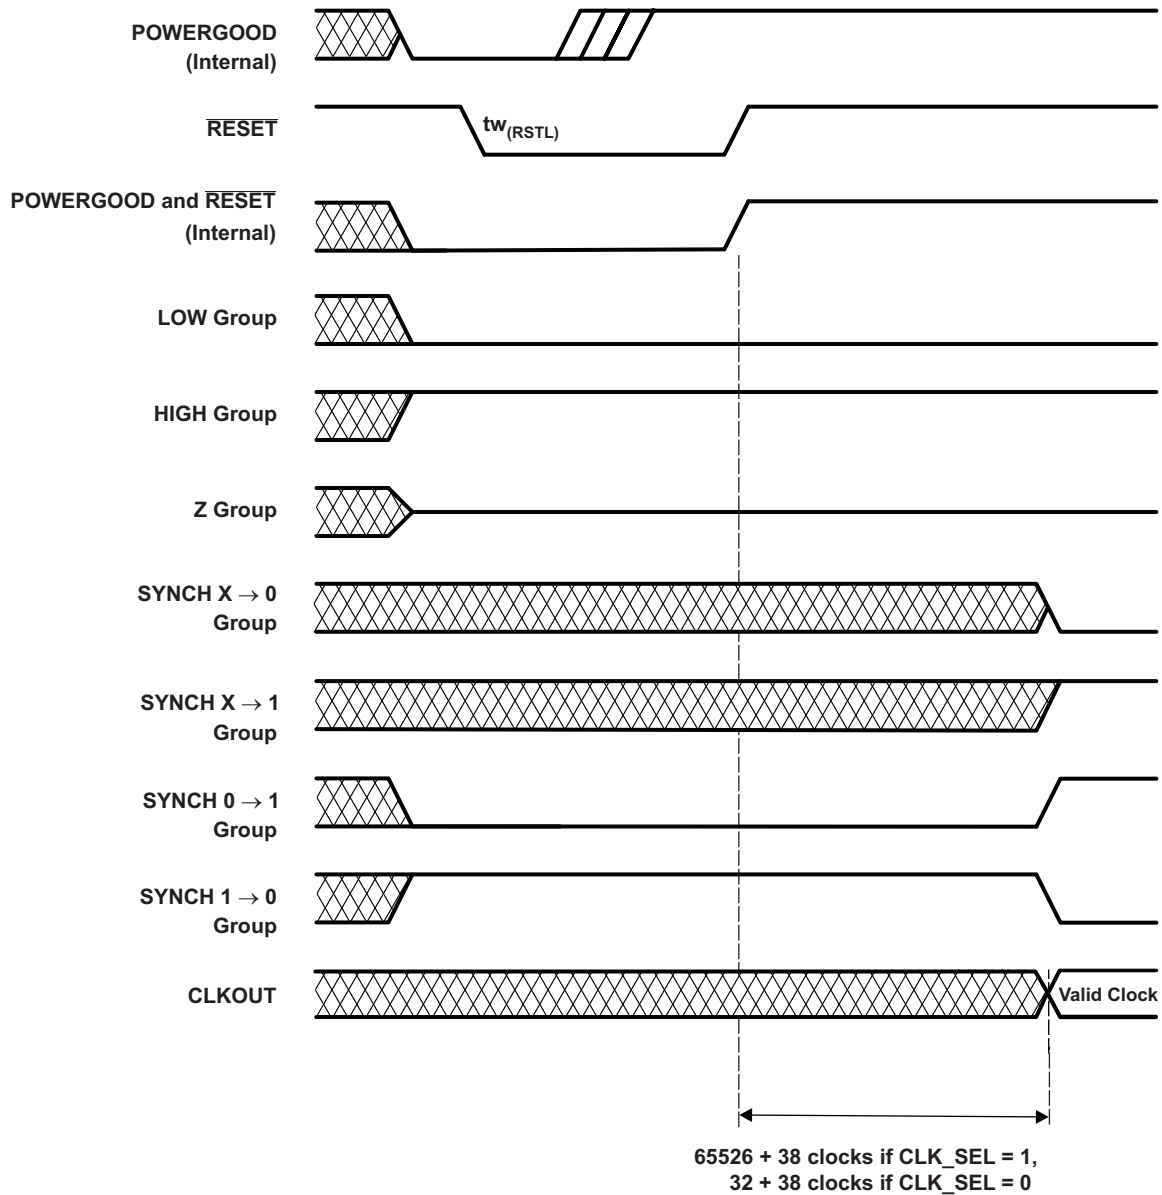 POWERGOOD
(Internal)
RESET
tw(RSTL)
POWERGOOD and RESET
(Internal)
LOW Group
HIGH Group
Z Group
SYNCH X → 0
Group
SYNCH X → 1
Group
SYNCH 0 → 1
Group
SYNCH 1 → 0
Group
CLKOUT
Valid Clock
65526 + 38 clocks if CLK_SEL = 1,
32 + 38 clocks if CLK_SEL = 0